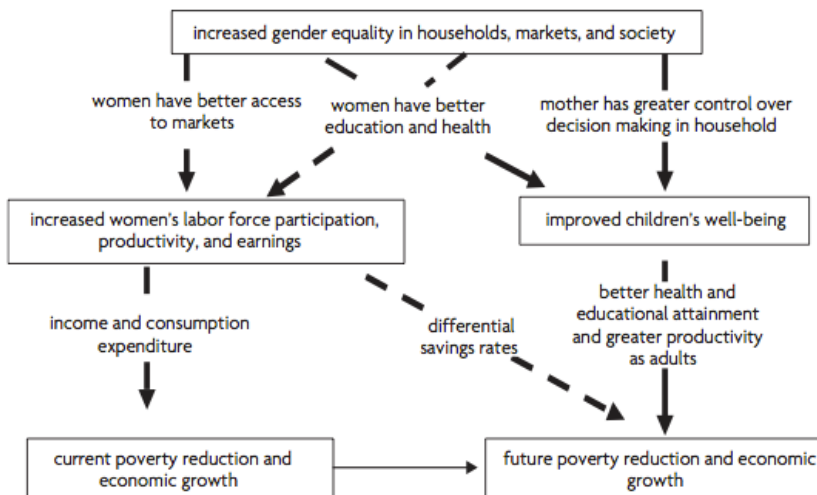 increased gender equality in households, markets, and society
women have better access
to markets
women have better
education and health
mother has greater control over
decision making in household
increased women's labor force participation,
productivity, and earnings
improved children's well-being
income and consumption
expenditure
differential
savings rates
better health and
educational attainment
and greater productivity
as adults
current poverty reduction and
economic growth
future poverty reduction and economic
growth